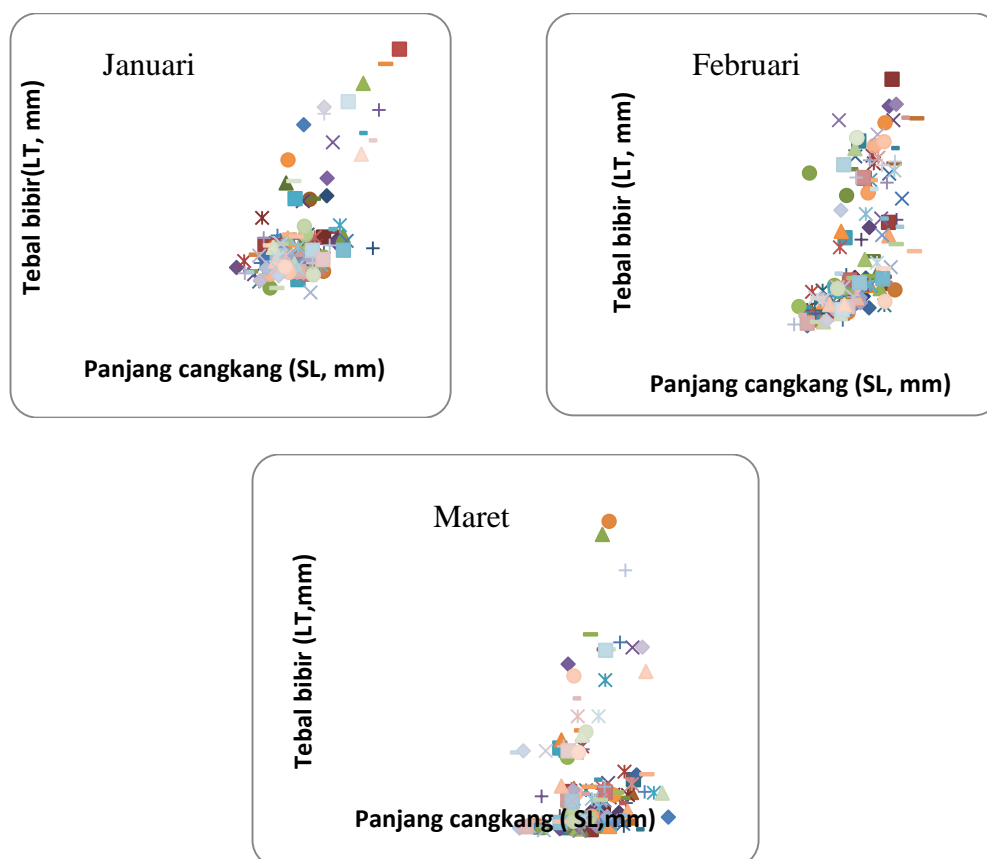 Januari
Tebal bibir(LT, mm)
Panjang cangkang (SL, mm)
Februari
Tebal bibir (LT, mm)
Panjang cangkang (SL, mm)
Maret
Tebal bibir (LT,mm)
Panjang cangkang ( SL,mm)